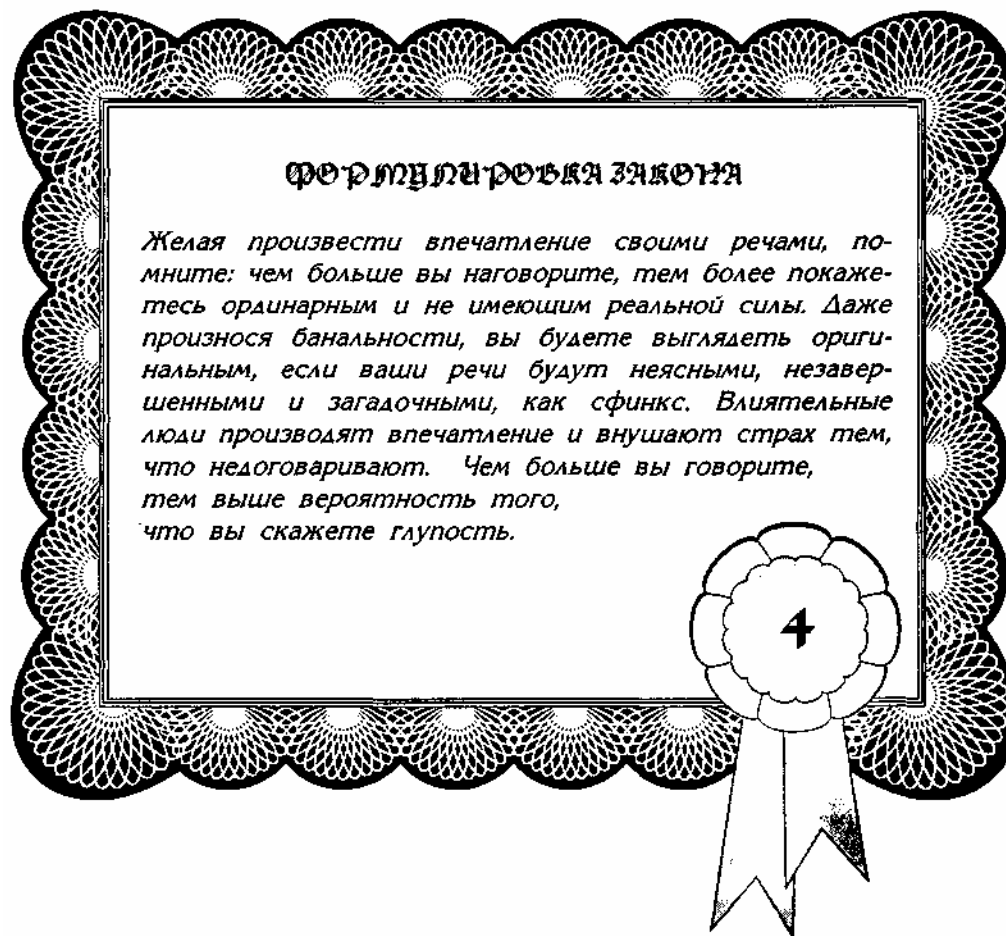 ФОРМУЛИРОВКА ЗАКОНА
Желая произвести впечатление своими речами, по-
мните: чем больше вы наговорите, тем более покаже-
тесь ординарным и не имеющим реальной силы. Даже
произнося банальности, вы будете выглядеть ориги-
нальным, если ваши речи будут неясными, незавер-
шенными и загадочными, как сфинкс. Влиятельные
люди производят впечатление и внушают страх тем,
что недоговаривают. Чем больше вы говорите,
тем выше вероятность того,
что вы скажете глупость.
4